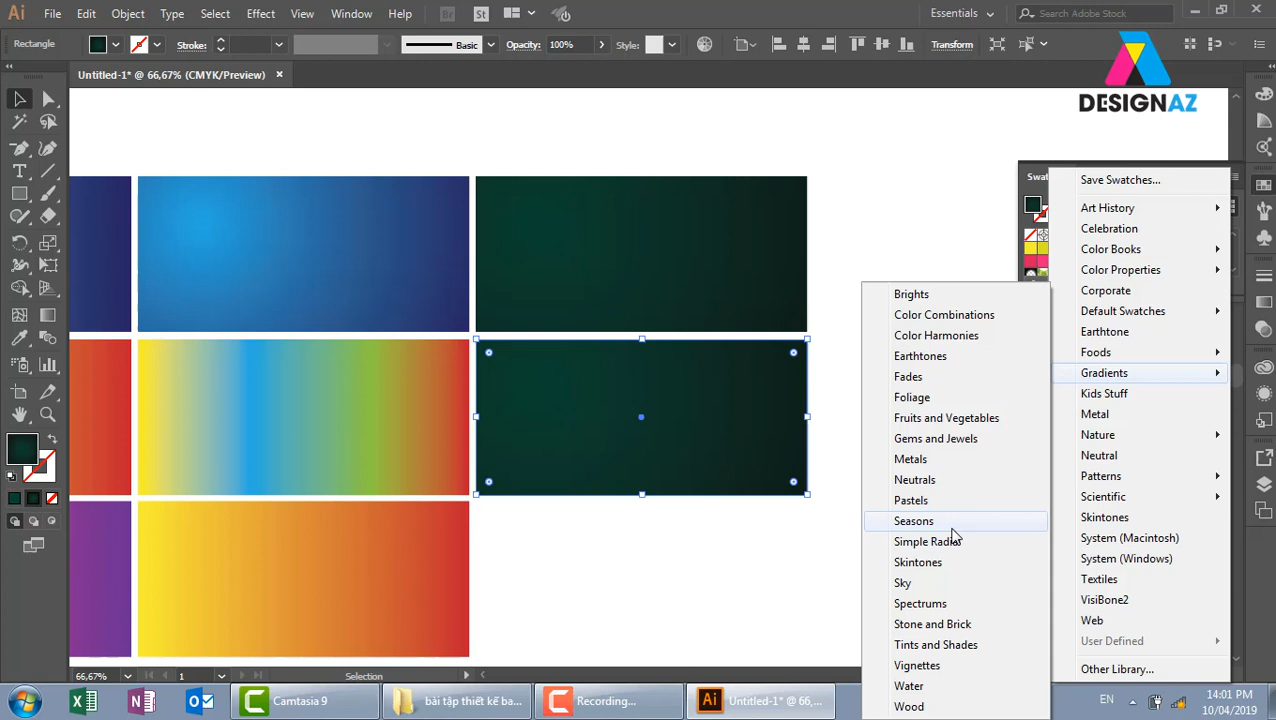 Ai File Edit Object Type Select Effect View Window Help Br St Essentials Search Adobe Stock
Rectangle Stroke: Basic Opacity: 100% Style: Transform
Untitled-1* @ 66,67% (CMYK/Preview)
DESIGNAZ
Save Swatches...
Art History
Celebration
Color Books
Color Properties
Corporate
Default Swatches
Earthtone
Foods
Gradients
Kids Stuff
Metal
Nature
Neutral
Patterns
Scientific
Skintones
System (Macintosh)
System (Windows)
Textiles
VisiBone2
Web
User Defined
Other Library...
Brights
Color Combinations
Color Harmonies
Earthtones
Fades
Foliage
Fruits and Vegetables
Gems and Jewels
Metals
Neutrals
Pastels
Seasons
Simple Radial
Skintones
Sky
Spectrums
Stone and Brick
Tints and Shades
Vignettes
Water
Wood
66,67% 1 Selection
Camtasia 9
bài tập thiết kế ba...
Recording...
Ai Untitled-1* @ 66,...
EN
14:01 PM
10/04/2019